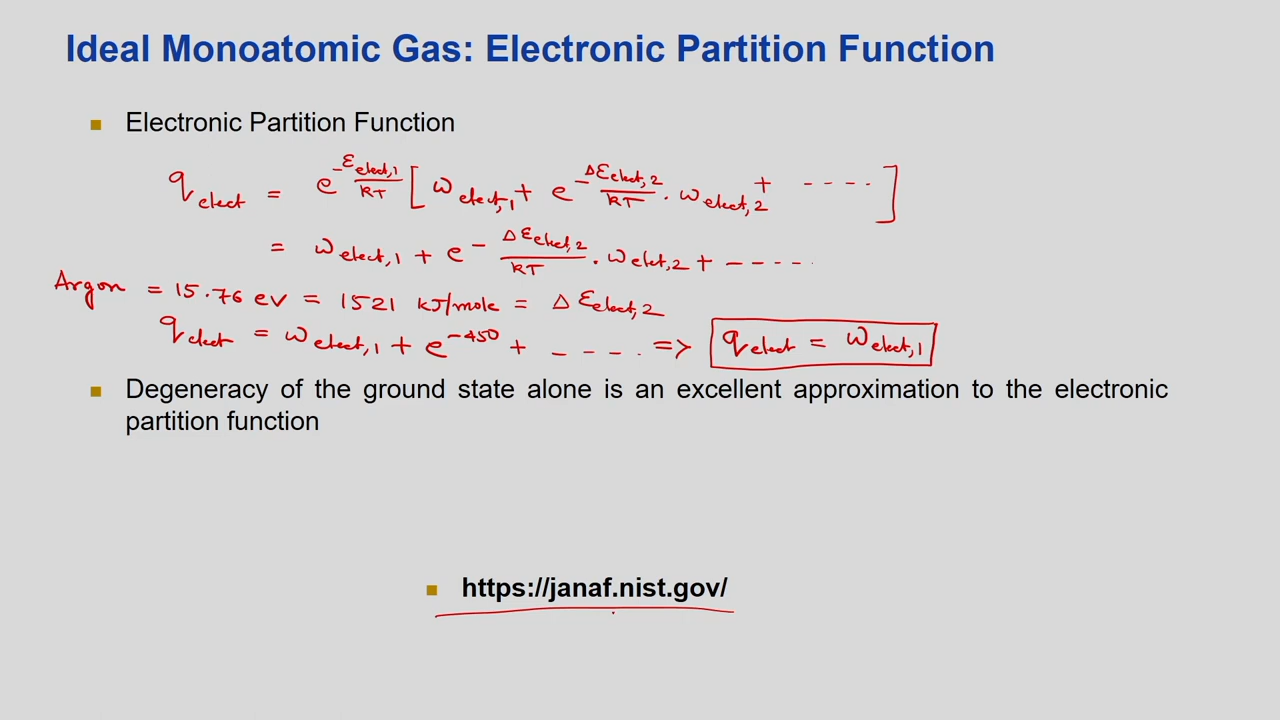 Ideal Monoatomic Gas: Electronic Partition Function
■ Electronic Partition Function
q_elect = e^(-ε_elect,1/kT) [ω_elect,1 + e^(-Δε_elect,2/kT) . ω_elect,2 + ----]
= ω_elect,1 + e^(-Δε_elect,2/kT) . ω_elect,2 + -----
Argon = 15.76 ev = 1521 kJ/mole = Δε_elect,2
q_elect = ω_elect,1 + e^(-450) + ---- => q_elect = ω_elect,1
■ Degeneracy of the ground state alone is an excellent approximation to the electronic
partition function
■ https://janaf.nist.gov/